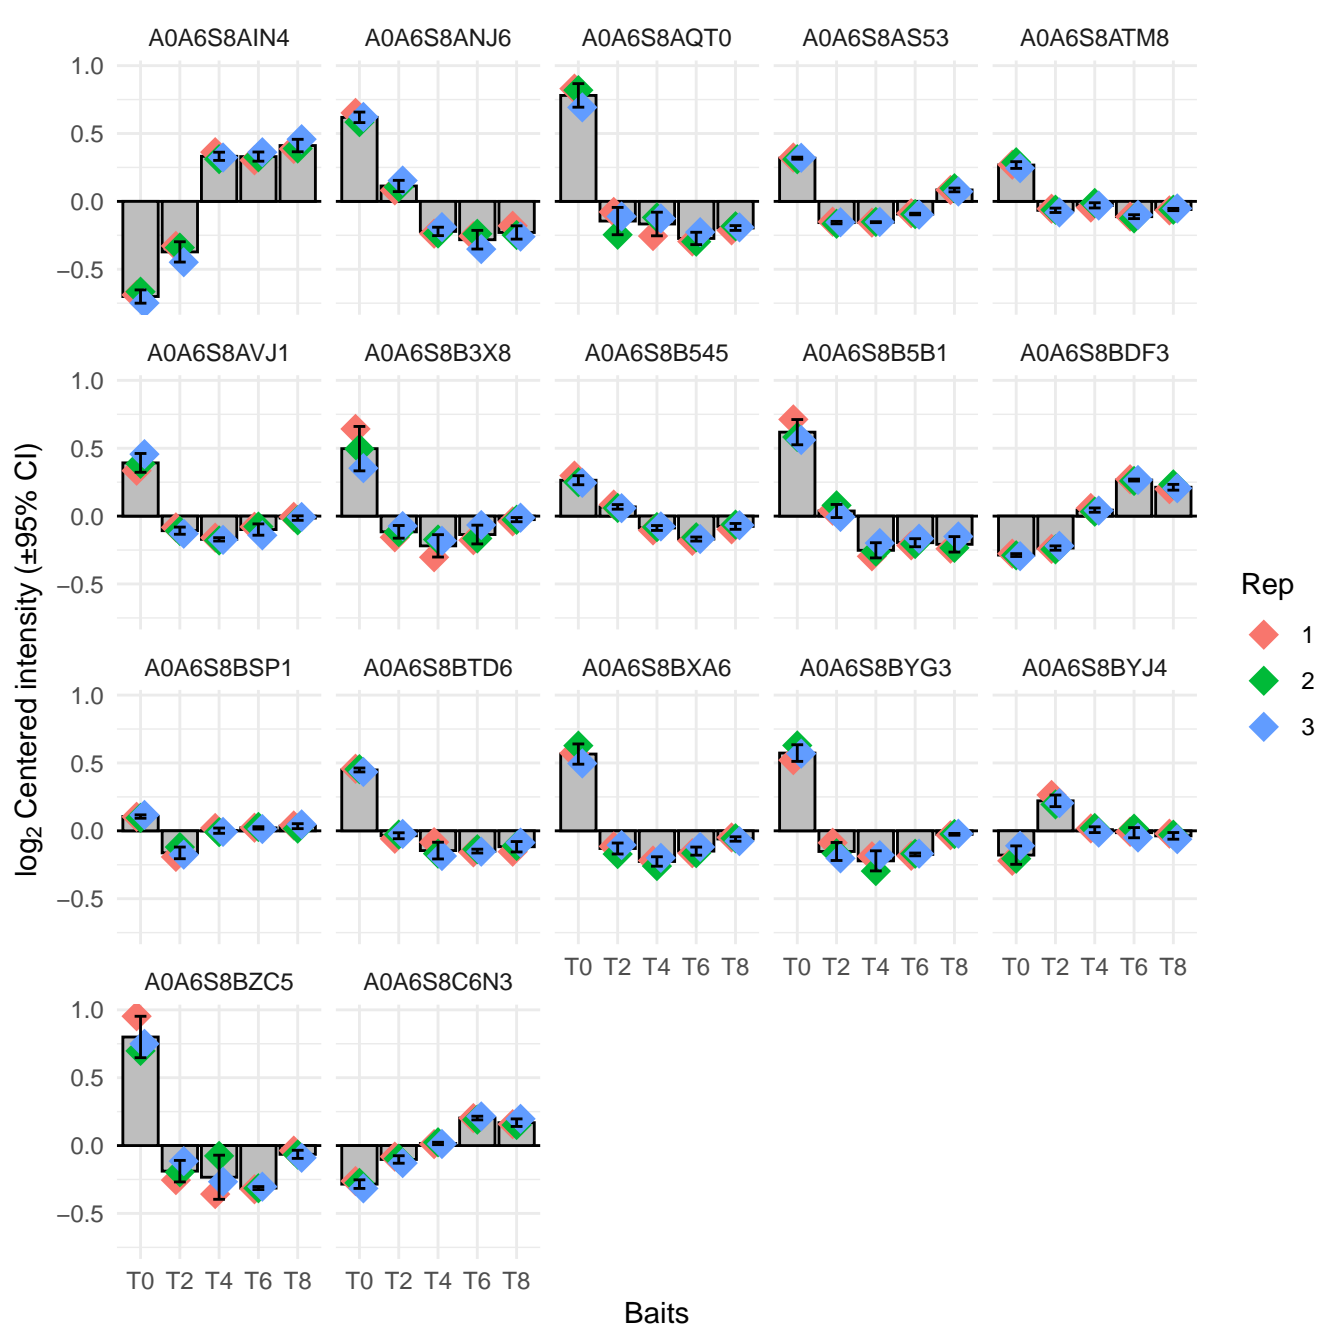 A0A6S8AIN4 A0A6S8ANJ6 A0A6S8AQT0 A0A6S8AS53 A0A6S8ATM8
1.0
0.5
0.0
−0.5
A0A6S8AVJ1 A0A6S8B3X8 A0A6S8B545 A0A6S8B5B1 A0A6S8BDF3
1.0
0.5
0.0
−0.5
A0A6S8BSP1 A0A6S8BTD6 A0A6S8BXA6 A0A6S8BYG3 A0A6S8BYJ4
1.0
0.5
0.0
−0.5
T0 T2 T4 T6 T8 T0 T2 T4 T6 T8 T0 T2 T4 T6 T8
A0A6S8BZC5 A0A6S8C6N3
1.0
0.5
0.0
−0.5
T0 T2 T4 T6 T8 T0 T2 T4 T6 T8
Baits
log₂ Centered intensity (±95% CI)
Rep
1
2
3